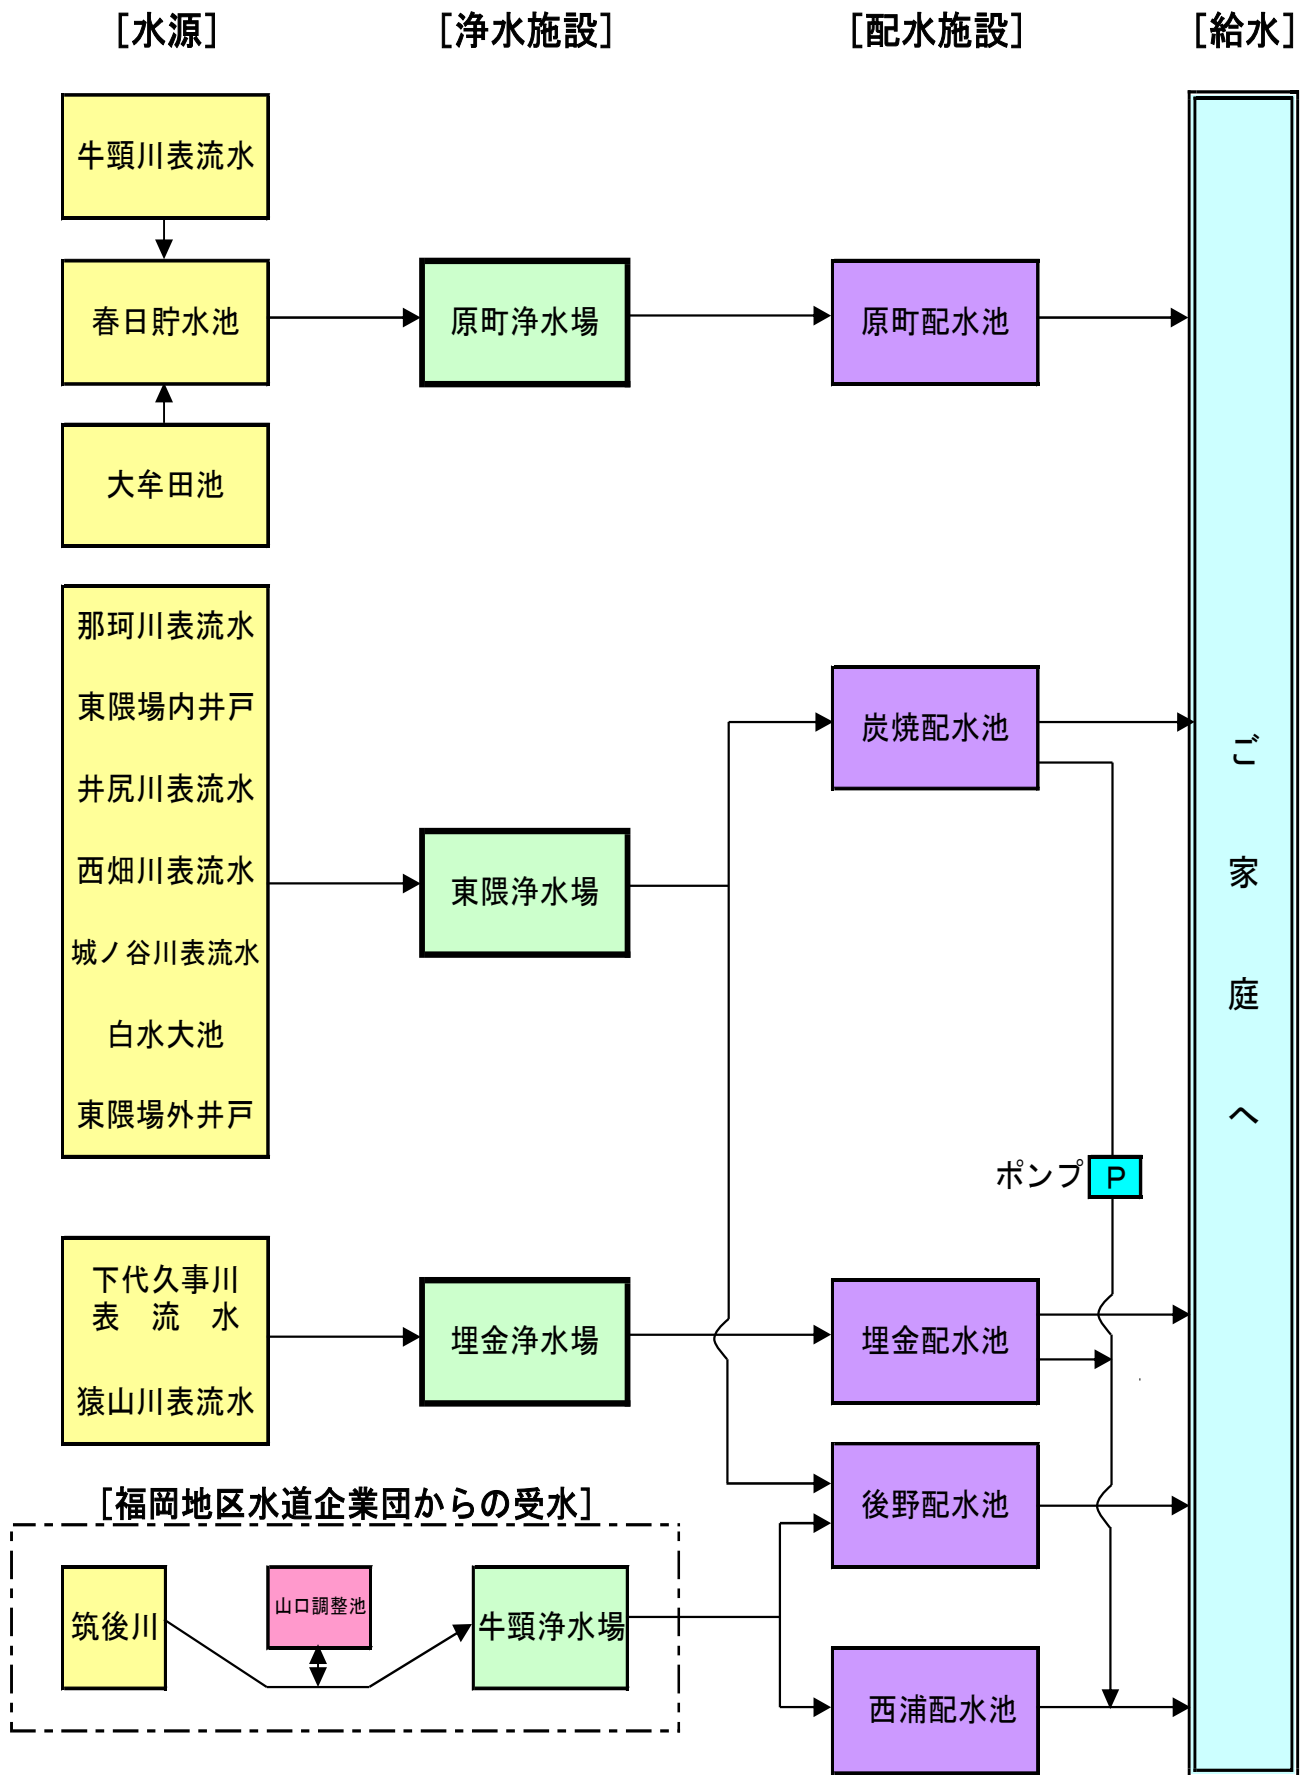 [水源]
[浄水施設]
[配水施設]
[給水]
牛頸川表流水
春日貯水池
原町浄水場
原町配水池
大牟田池
那珂川表流水
東隈場内井戸
井尻川表流水
西畑川表流水
城ノ谷川表流水
白水大池
東隈場外井戸
東隈浄水場
炭焼配水池
ご家庭へ
ポンプ P
下代久事川
表 流 水
猿山川表流水
埋金浄水場
埋金配水池
後野配水池
[福岡地区水道企業団からの受水]
筑後川
山口調整池
牛頸浄水場
西浦配水池